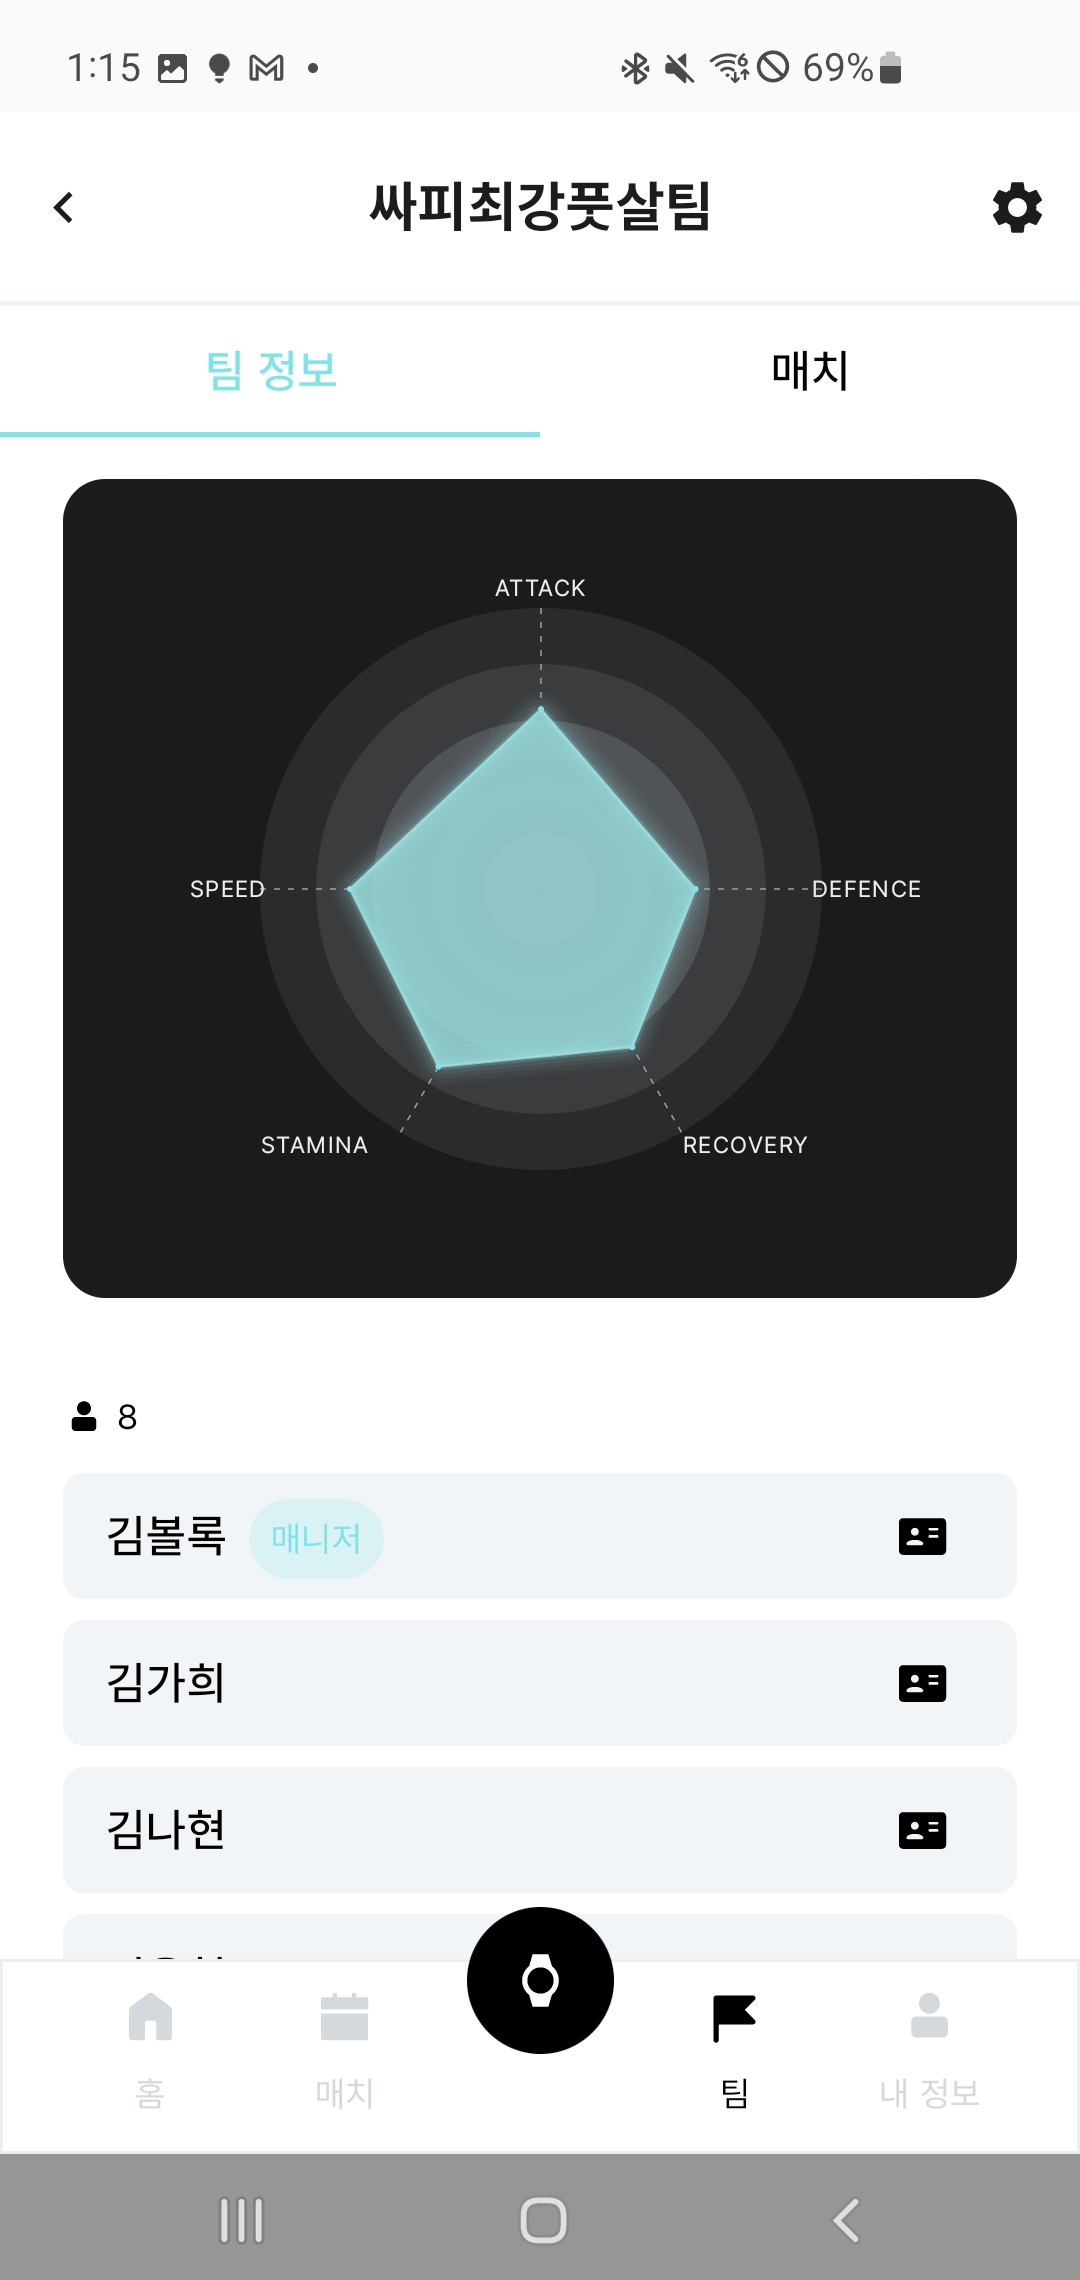 1:15 69%
싸피최강풋살팀
팀 정보 매치
ATTACK
SPEED DEFENCE
STAMINA RECOVERY
8
김볼록 매니저
김가희
김나현
홈 매치 팀 내 정보